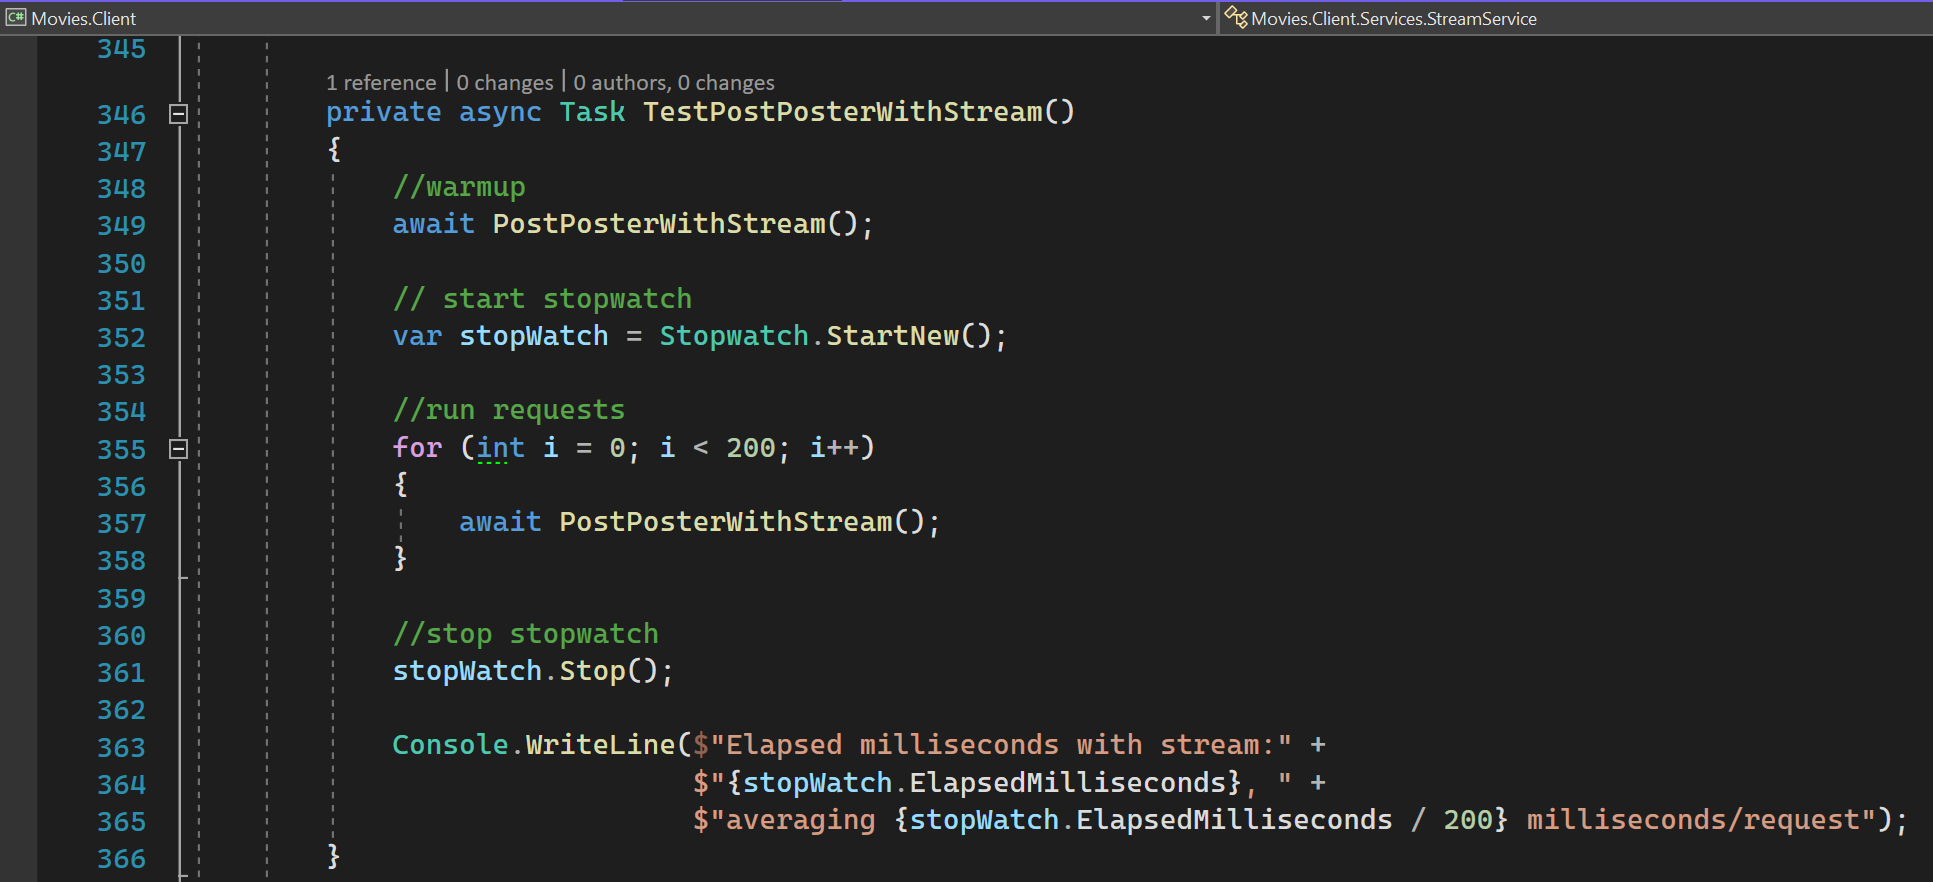 C# Movies.Client
Movies.Client.Services.StreamService
345
1 reference | 0 changes | 0 authors, 0 changes
346 private async Task TestPostPosterWithStream()
347 {
348 //warmup
349 await PostPosterWithStream();
350
351 // start stopwatch
352 var stopWatch = Stopwatch.StartNew();
353
354 //run requests
355 for (int i = 0; i < 200; i++)
356 {
357 await PostPosterWithStream();
358 }
359
360 //stop stopwatch
361 stopWatch.Stop();
362
363 Console.WriteLine($"Elapsed milliseconds with stream:" +
364 $"{stopWatch.ElapsedMilliseconds}, " +
365 $"averaging {stopWatch.ElapsedMilliseconds / 200} milliseconds/request");
366 }